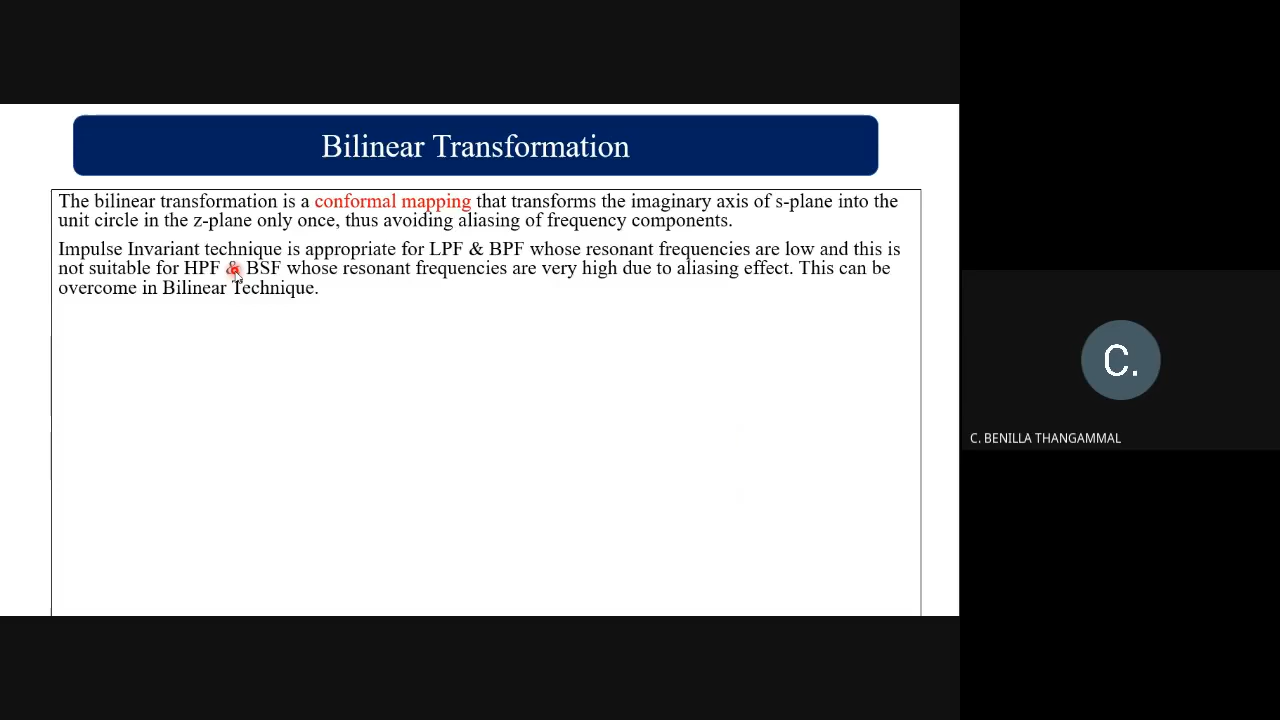 Bilinear Transformation
The bilinear transformation is a conformal mapping that transforms the imaginary axis of s-plane into the
unit circle in the z-plane only once, thus avoiding aliasing of frequency components.
Impulse Invariant technique is appropriate for LPF & BPF whose resonant frequencies are low and this is
not suitable for HPF & BSF whose resonant frequencies are very high due to aliasing effect. This can be
overcome in Bilinear Technique.
C.
C. BENILLA THANGAMMAL